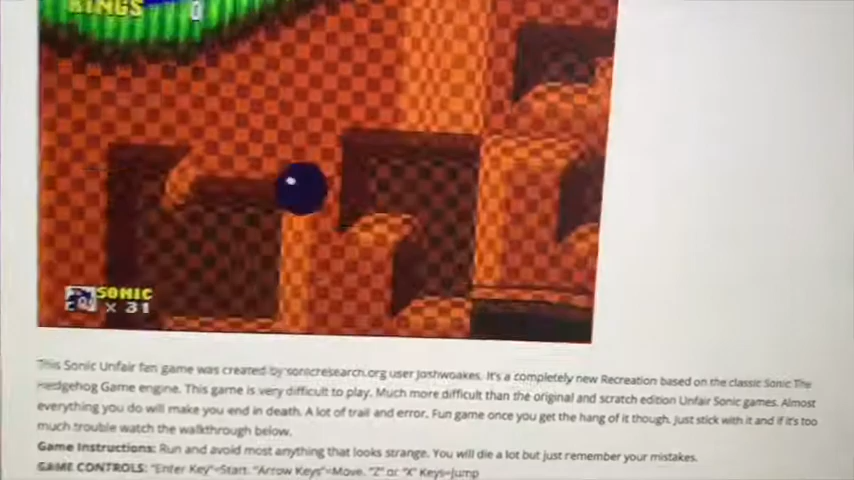 RINGS 0
SONIC
X 31
This Sonic Unfair fan game was created by sonicresearch.org user Joshwoakes. It's a completely new Recreation based on the classic Sonic The
Hedgehog Game engine. This game is very difficult to play. Much more difficult than the original and scratch edition Unfair Sonic games. Almost
everything you do will make you end in death. A lot of trail and error. Fun game once you get the hang of it though. Just stick with it and if it's too
much trouble watch the walkthrough below.
Game Instructions: Run and avoid most anything that looks strange. You will die a lot but just remember your mistakes.
GAME CONTROLS: "Enter Key"=Start. "Arrow Keys"=Move. "Z" or "X" Keys=Jump